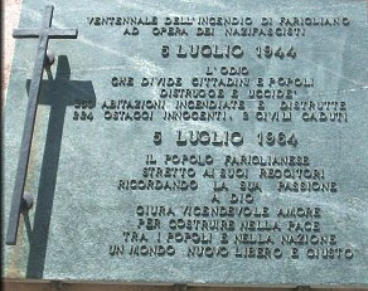 VENTENNALE DELL'INCENDIO DI FARIGLIANO
AD OPERA DEI NAZIFASCISTI
5 LUGLIO 1944
L'ODIO
CHE DIVIDE CITTADINI E POPOLI
DISTRUGGE E UCCIDE!
ABITAZIONI INCENDIATE E DISTRUTTE
334 OSTAGGI INNOCENTI. 3 CIVILI CADUTI
5 LUGLIO 1964
IL POPOLO FARIGLIANESE
STRETTO AI SUOI REGGITORI
RICORDANDO LA SUA PASSIONE
A DIO
GIURA VICENDEVOLE AMORE
PER COSTRUIRE NELLA PACE
TRA I POPOLI E NELLA NAZIONE
UN MONDO NUOVO LIBERO E GIUSTO